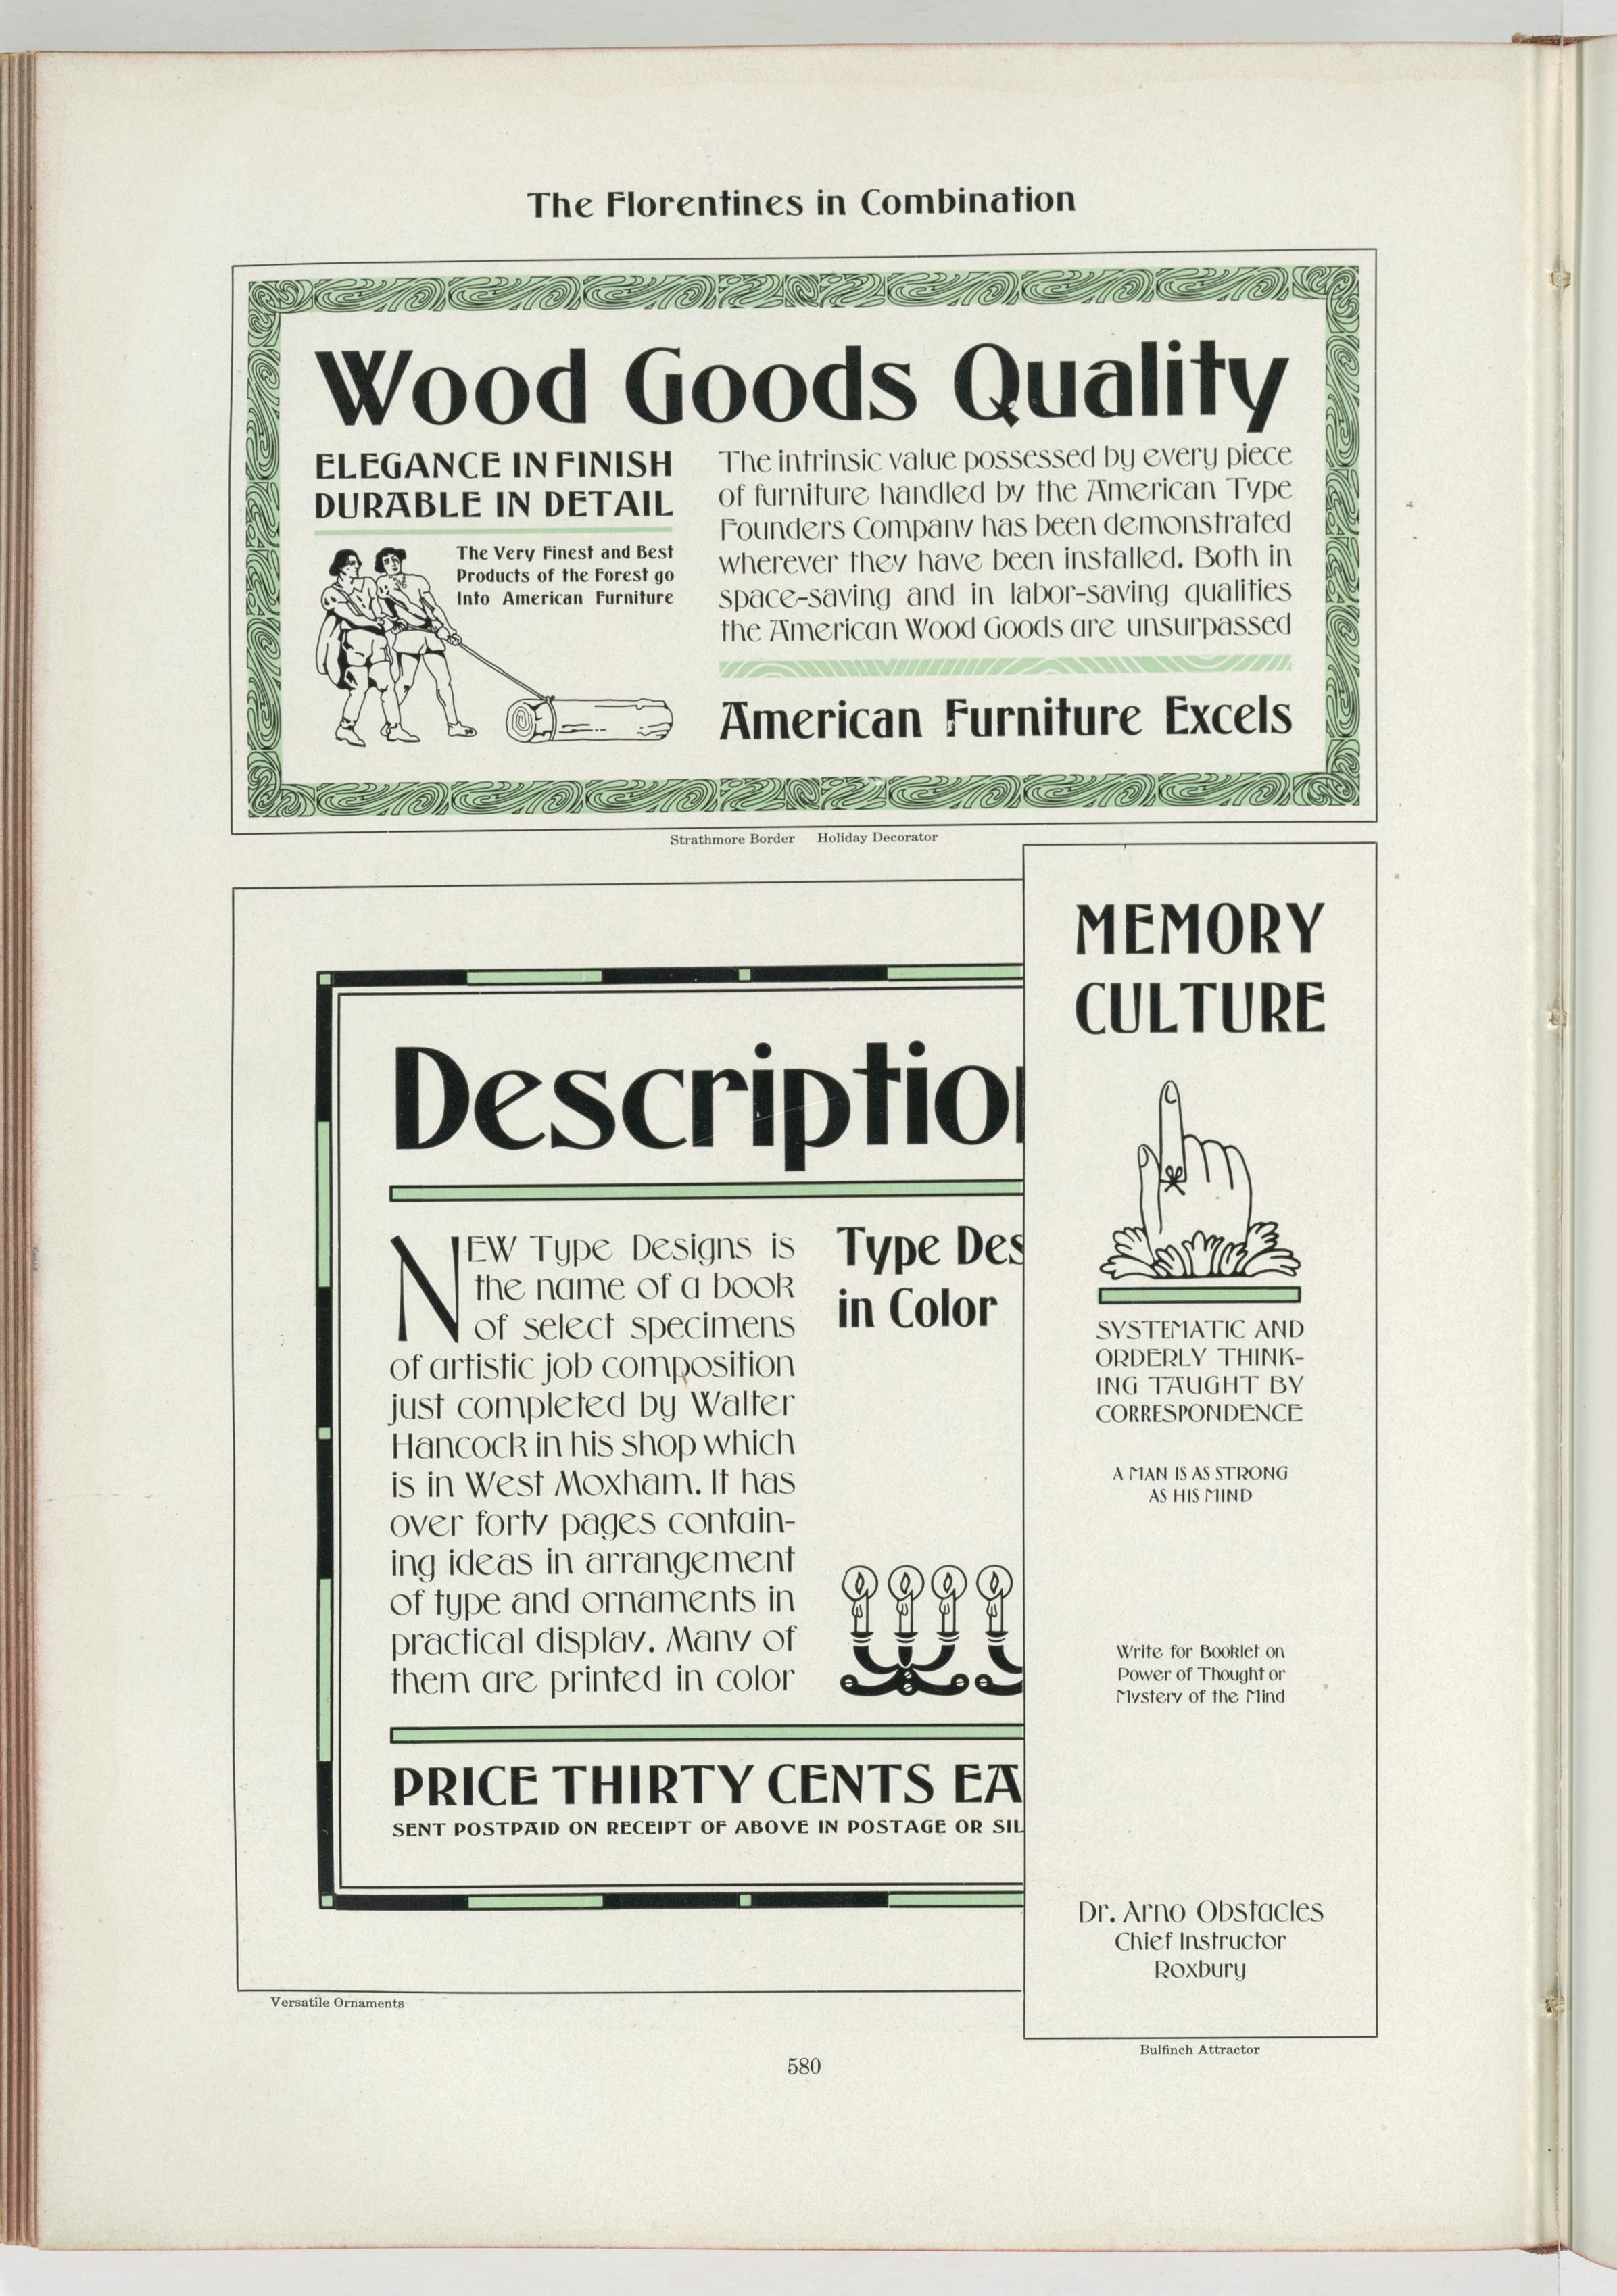 The Florentines in Combination
Wood Goods Quality
ELEGANCE IN FINISH
DURABLE IN DETAIL
The Very Finest and Best
Products of the Forest go
Into American Furniture
The intrinsic value possessed by every piece
of furniture handled by the American Type
Founders Company has been demonstrated
wherever they have been installed. Both in
space-saving and in labor-saving qualities
the American Wood Goods are unsurpassed
American Furniture Excels
Strathmore Border Holiday Decorator
Descriptio
NEW Type Designs is
the name of a book
of select specimens
of artistic job composition
just completed by Walter
Hancock in his shop which
is in West Moxham. It has
over forty pages contain-
ing ideas in arrangement
of type and ornaments in
practical display. Many of
them are printed in color
Type Des
in Color
PRICE THIRTY CENTS EA
SENT POSTPAID ON RECEIPT OF ABOVE IN POSTAGE OR SIL
Versatile Ornaments
MEMORY
CULTURE
SYSTEMATIC AND
ORDERLY THINK-
ING TAUGHT BY
CORRESPONDENCE
A MAN IS AS STRONG
AS HIS MIND
Write for Booklet on
Power of Thought or
Mystery of the Mind
Dr. Arno Obstacles
Chief Instructor
Roxbury
Bulfinch Attractor
580